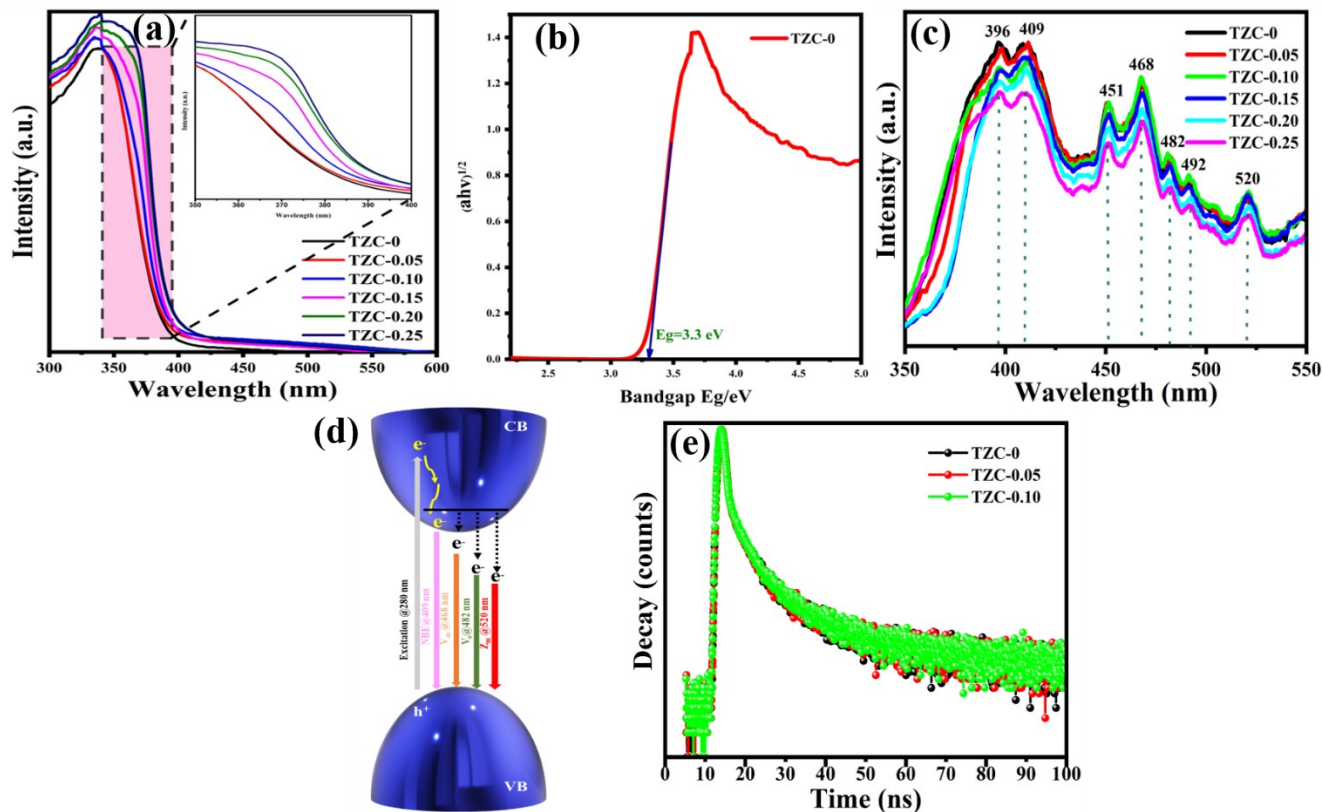 (a)
Intensity (a.u.)
Intensity (a.u.)
350 360 370 380 390 400
Wavelength (nm)
TZC-0
TZC-0.05
TZC-0.10
TZC-0.15
TZC-0.20
TZC-0.25
300 350 400 450 500 550 600
Wavelength (nm)
(b)
TZC-0
(αhν)1/2
1.4
1.2
1.0
0.8
0.6
0.4
0.2
0.0
Eg=3.3 eV
2.5 3.0 3.5 4.0 4.5 5.0
Bandgap Eg/eV
(c)
396 409
451
468
482
492
520
TZC-0
TZC-0.05
TZC-0.10
TZC-0.15
TZC-0.20
TZC-0.25
Intensity (a.u.)
350 400 450 500 550
Wavelength (nm)
(d)
CB
e-
e-
e-
e-
e-
Excitation @280 nm
NBE@409 nm
@468 nm
@482 nm
@520 nm
h+
VB
(e)
TZC-0
TZC-0.05
TZC-0.10
Decay (counts)
0 10 20 30 40 50 60 70 80 90 100
Time (ns)